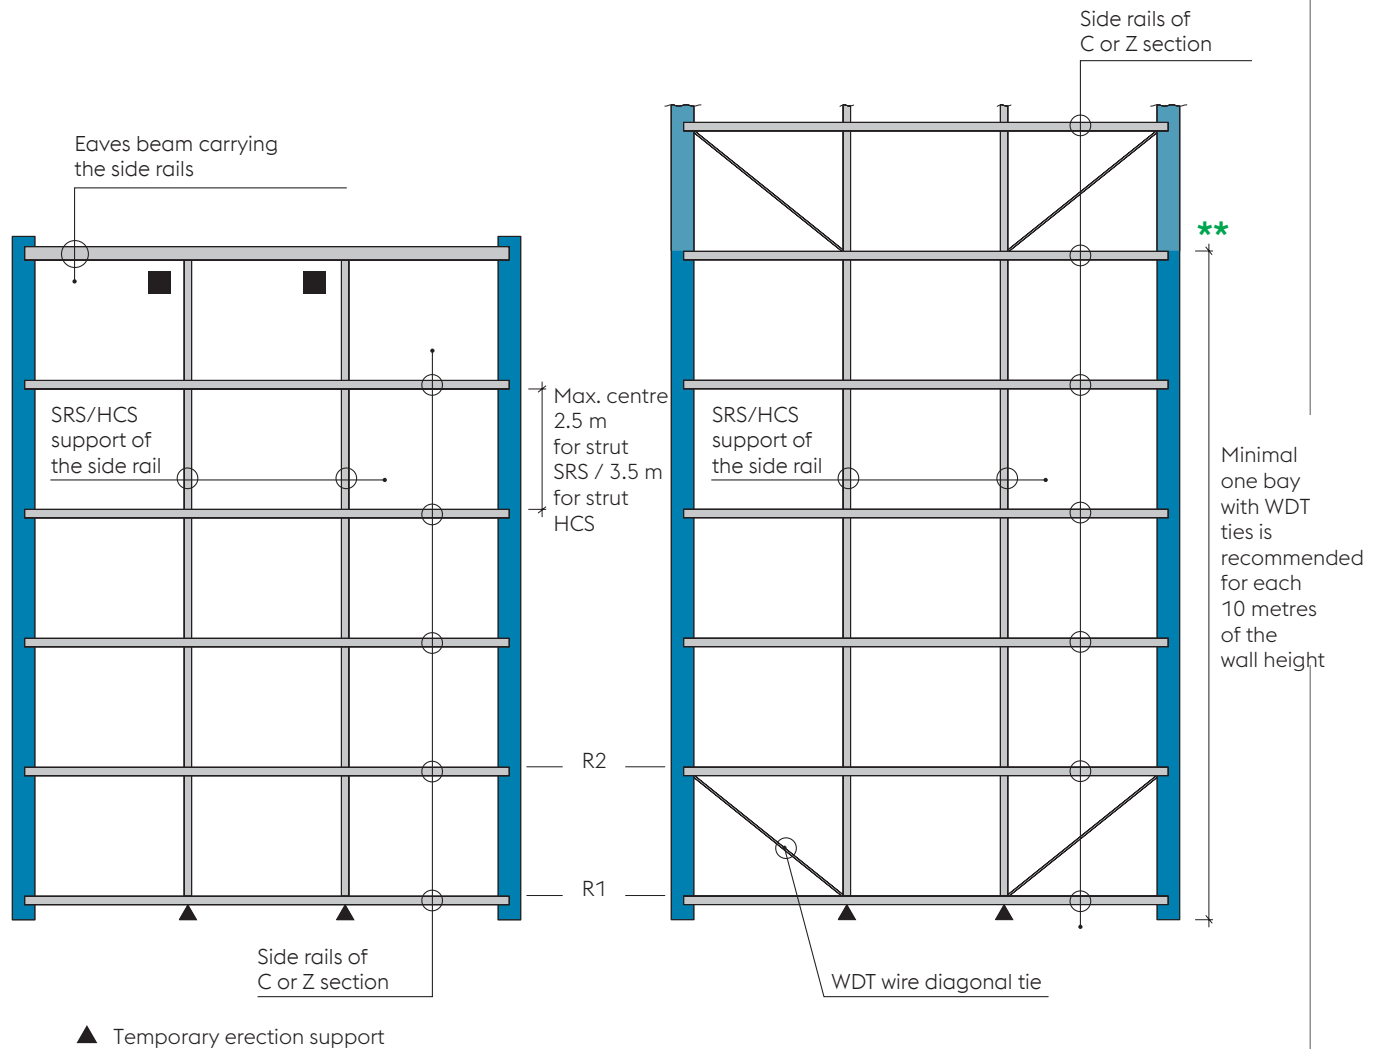 Side rails of
C or Z section
Eaves beam carrying
the side rails
**
SRS/HCS
support of
the side rail
Max. centre
2.5 m
for strut
SRS / 3.5 m
for strut
HCS
SRS/HCS
support of
the side rail
Minimal
one bay
with WDT
ties is
recommended
for each
10 metres
of the
wall height
R2
R1
Side rails of
C or Z section
WDT wire diagonal tie
Temporary erection support